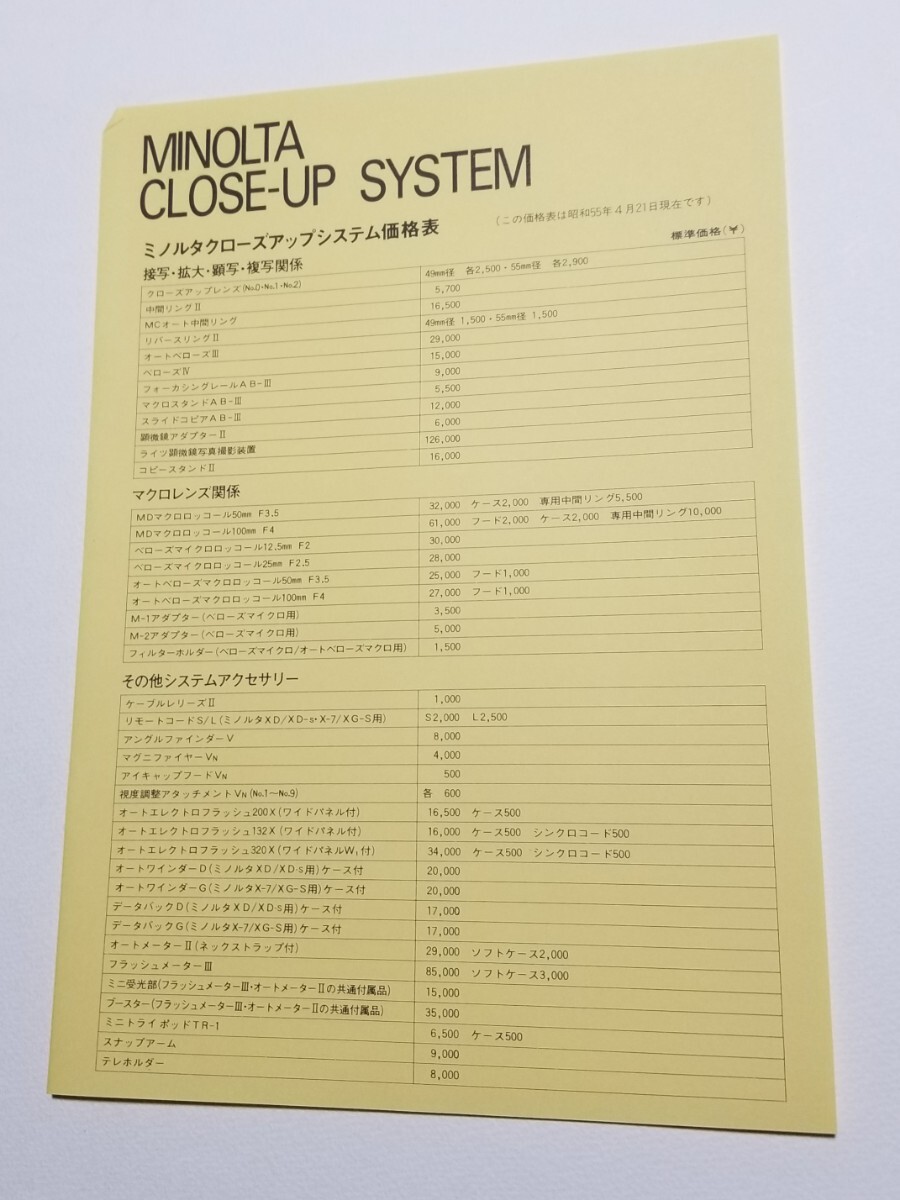 MINOLTA
CLOSE-UP SYSTEM
ミノルタクローズアップシステム価格表
(この価格表は昭和55年4月21日現在です)
接写・拡大・顕写・複写関係
標準価格(¥)
クローズアップレンズ(No.0・No.1・No.2) 49mm径 各2,500・55mm径 各2,900
中間リングⅡ 5,700
MCオート中間リング 16,500
リバースリングⅡ 49mm径 1,500・55mm径 1,500
オートベローズⅢ 29,000
ベローズⅣ 15,000
フォーカシングレールAB-Ⅲ 9,000
マクロスタンドAB-Ⅲ 5,500
スライドコピアAB-Ⅲ 12,000
顕微鏡アダプターⅡ 6,000
ライツ顕微鏡写真撮影装置 126,000
コピースタンドⅡ 16,000
マクロレンズ関係
MDマクロロッコール50mm F3.5 32,000 ケース2,000 専用中間リング5,500
MDマクロロッコール100mm F4 61,000 フード2,000 ケース2,000 専用中間リング10,000
ベローズマイクロロッコール12.5mm F2 30,000
ベローズマイクロロッコール25mm F2.5 28,000
オートベローズマクロロッコール50mm F3.5 25,000 フード1,000
オートベローズマクロロッコール100mm F4 27,000 フード1,000
M-1アダプター(ベローズマイクロ用) 3,500
M-2アダプター(ベローズマイクロ用) 5,000
フィルターホルダー(ベローズマイクロ/オートベローズマクロ用) 1,500
その他システムアクセサリー
ケーブルレリーズⅡ 1,000
リモートコードS/L(ミノルタXD/XD-s・X-7/XG-S用) S2,000 L2,500
アングルファインダーV 8,000
マグニファイヤーVN 4,000
アイキャップフードVN 500
視度調整アタッチメントVN(No.1〜No.9) 各 600
オートエレクトロフラッシュ200X(ワイドパネル付) 16,500 ケース500
オートエレクトロフラッシュ132X(ワイドパネル付) 16,000 ケース500 シンクロコード500
オートエレクトロフラッシュ320X(ワイドパネルW₁付) 34,000 ケース500 シンクロコード500
オートワインダーD(ミノルタXD/XD-s用)ケース付 20,000
オートワインダーG(ミノルタX-7/XG-S用)ケース付 20,000
データバックD(ミノルタXD/XD-s用)ケース付 17,000
データバックG(ミノルタX-7/XG-S用)ケース付 17,000
オートメーターⅡ(ネックストラップ付) 29,000 ソフトケース2,000
フラッシュメーターⅢ 85,000 ソフトケース3,000
ミニ受光部(フラッシュメーターⅢ・オートメーターⅡの共通付属品) 15,000
ブースター(フラッシュメーターⅢ・オートメーターⅡの共通付属品) 35,000
ミニトライポッドTR-1 6,500 ケース500
スナップアーム 9,000
テレホルダー 8,000